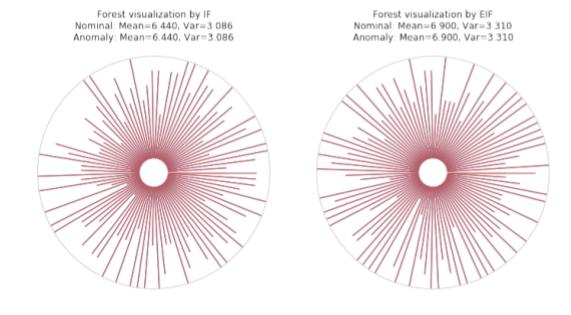 Forest visualization by IF
Nominal: Mean=6.440, Var=3.086
Anomaly: Mean=6.440, Var=3.086
Forest visualization by EIF
Nominal: Mean=6.900, Var=3.310
Anomaly: Mean=6.900, Var=3.310